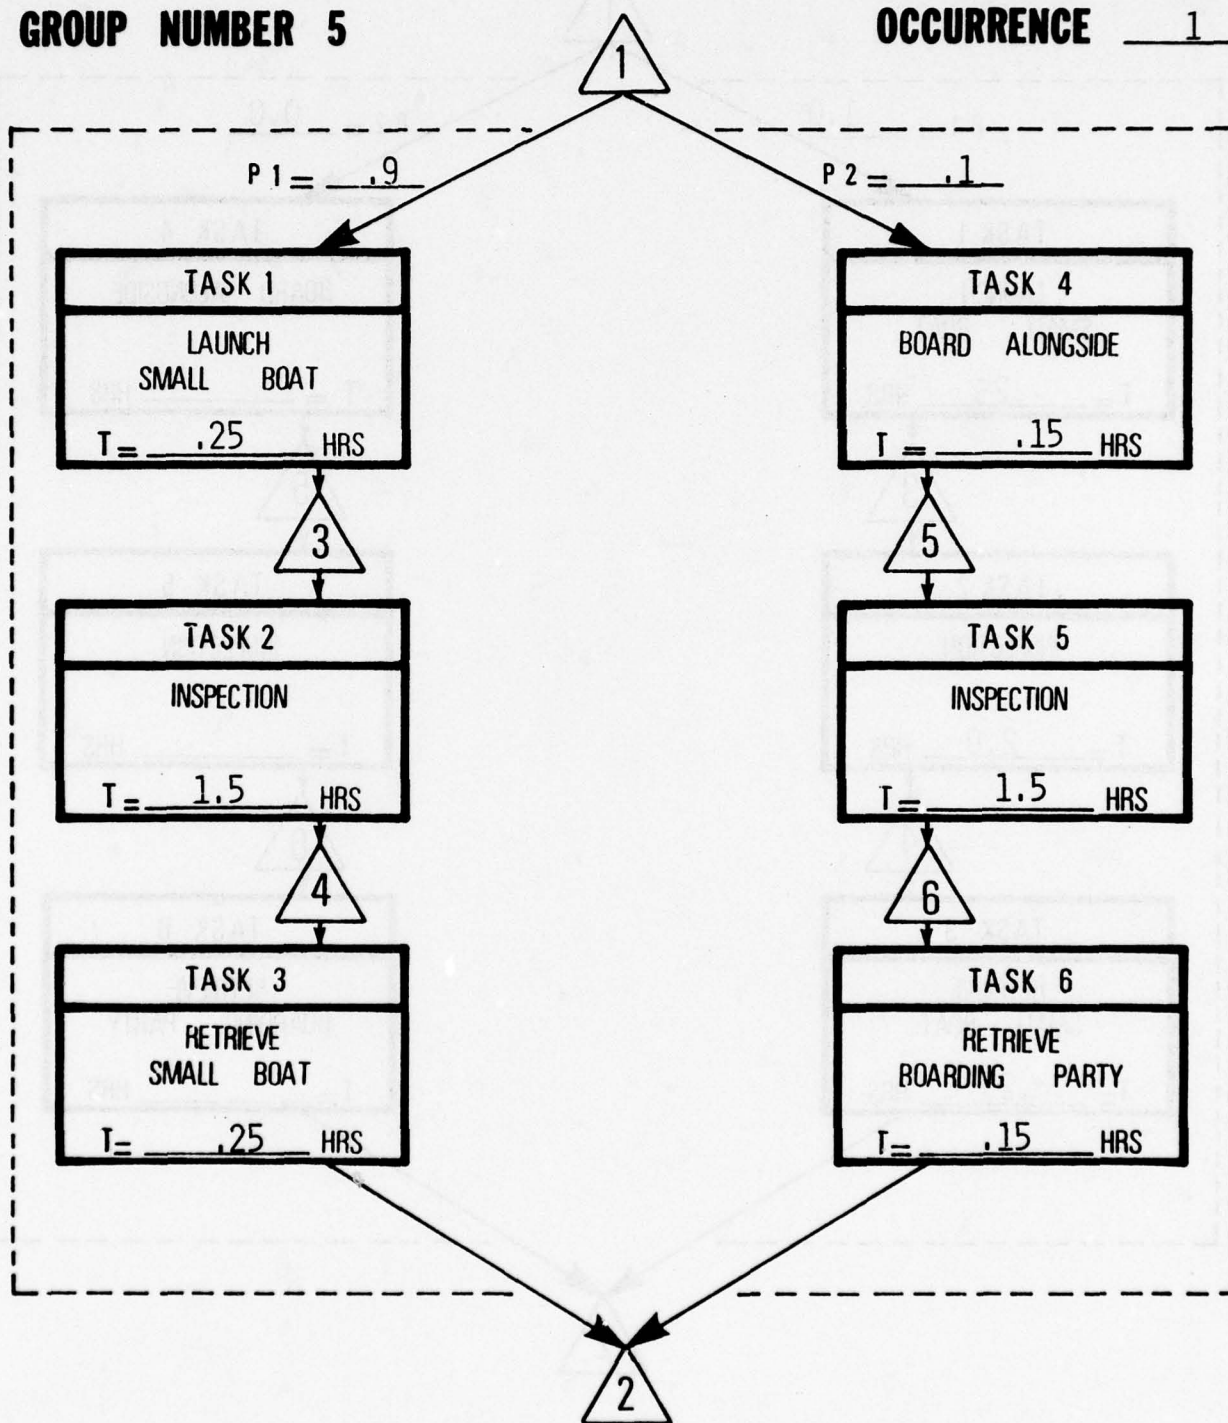 GROUP NUMBER 5
OCCURRENCE 1
1
P 1 = .9
P 2 = .1
TASK 1
LAUNCH
SMALL BOAT
T = .25 HRS
TASK 4
BOARD ALONGSIDE
T = .15 HRS
3
5
TASK 2
INSPECTION
T = 1.5 HRS
TASK 5
INSPECTION
T = 1.5 HRS
4
6
TASK 3
RETRIEVE
SMALL BOAT
T = .25 HRS
TASK 6
RETRIEVE
BOARDING PARTY
T = .15 HRS
2